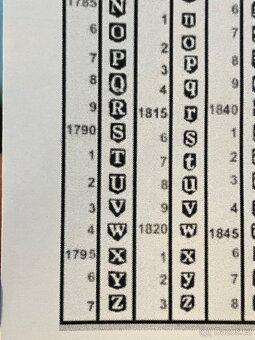 1785 N 6
6 O 1 n 7
7 P 2 o
8 Q 3 p 8
9 R 4 q 9
1790 S 1815 r 1840
1 T 6 s 1
2 U 7 t 2
3 V 8 u 3
4 W 9 v 4
1795 X 1820 w 1845
6 Y 1 x 6
7 Z 2 y 7
3 z 8